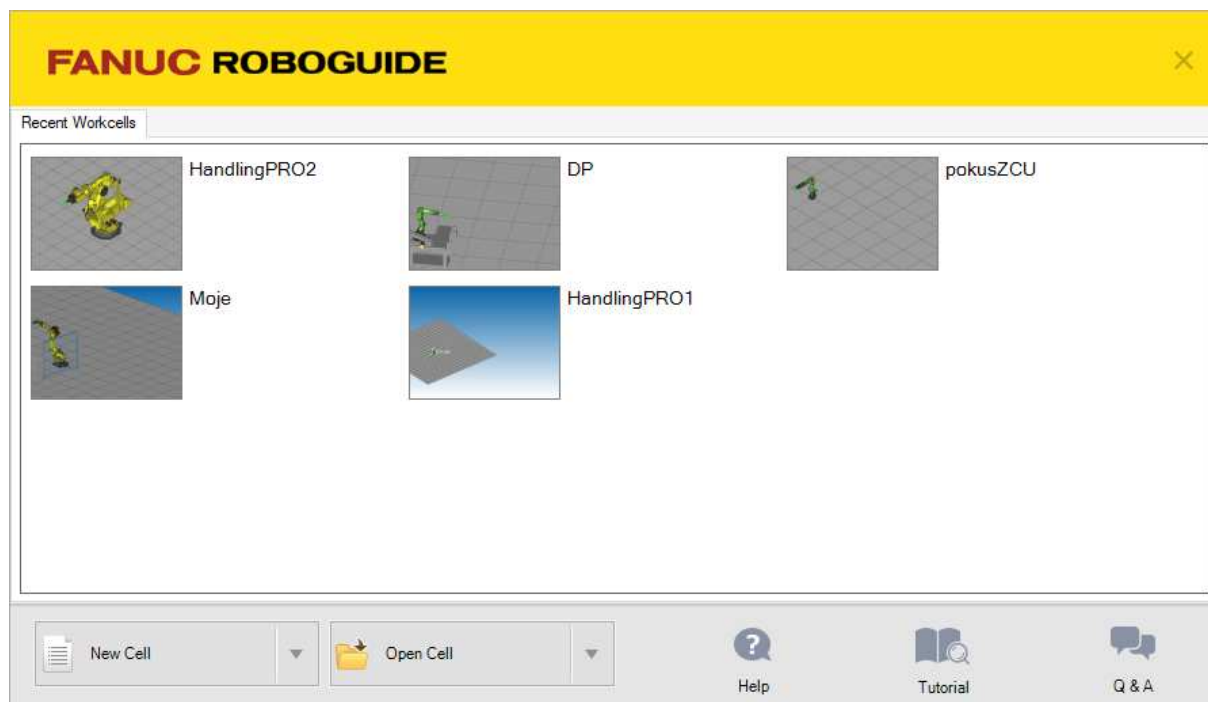 FANUC ROBOGUIDE
Recent Workcells
HandlingPRO2
DP
pokusZCU
Moje
HandlingPRO1
New Cell
Open Cell
Help
Tutorial
Q & A